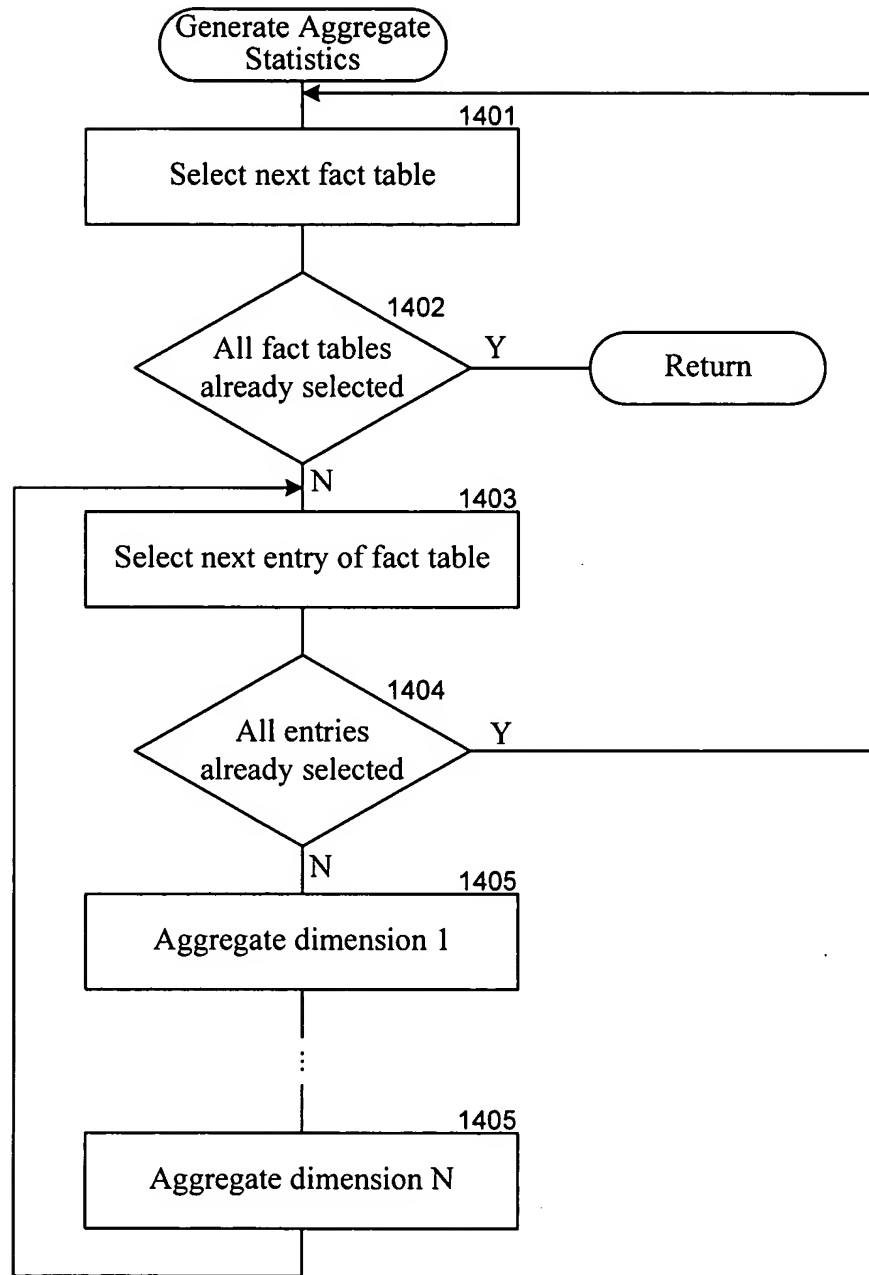 Generate Aggregate
Statistics
1401
Select next fact table
1402
All fact tables
already selected
Y
Return
N
1403
Select next entry of fact table
1404
All entries
already selected
Y
N
1405
Aggregate dimension 1
...
1405
Aggregate dimension N